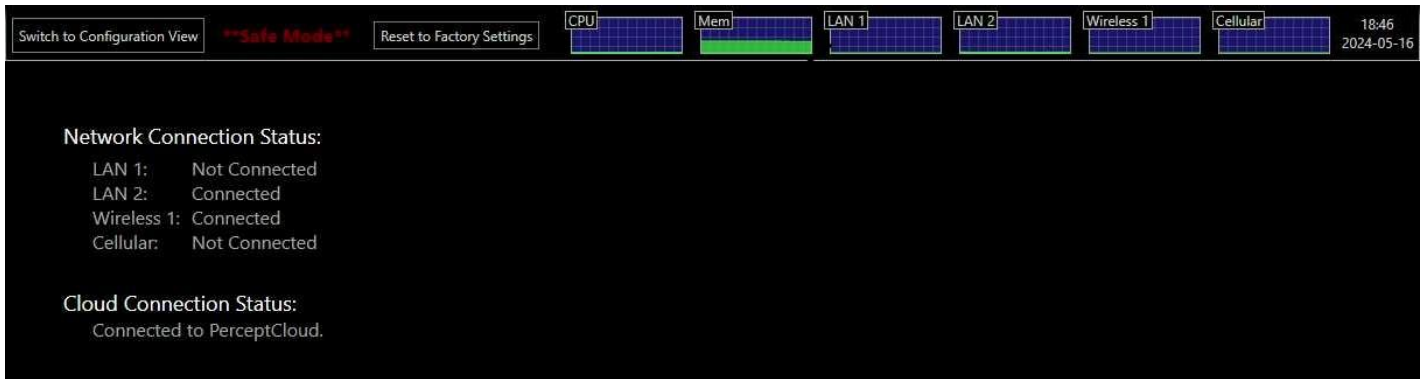 Switch to Configuration View **Safe Mode** Reset to Factory Settings CPU Mem LAN 1 LAN 2 Wireless 1 Cellular 18:46
2024-05-16
Network Connection Status:
LAN 1: Not Connected
LAN 2: Connected
Wireless 1: Connected
Cellular: Not Connected
Cloud Connection Status:
Connected to PerceptCloud.